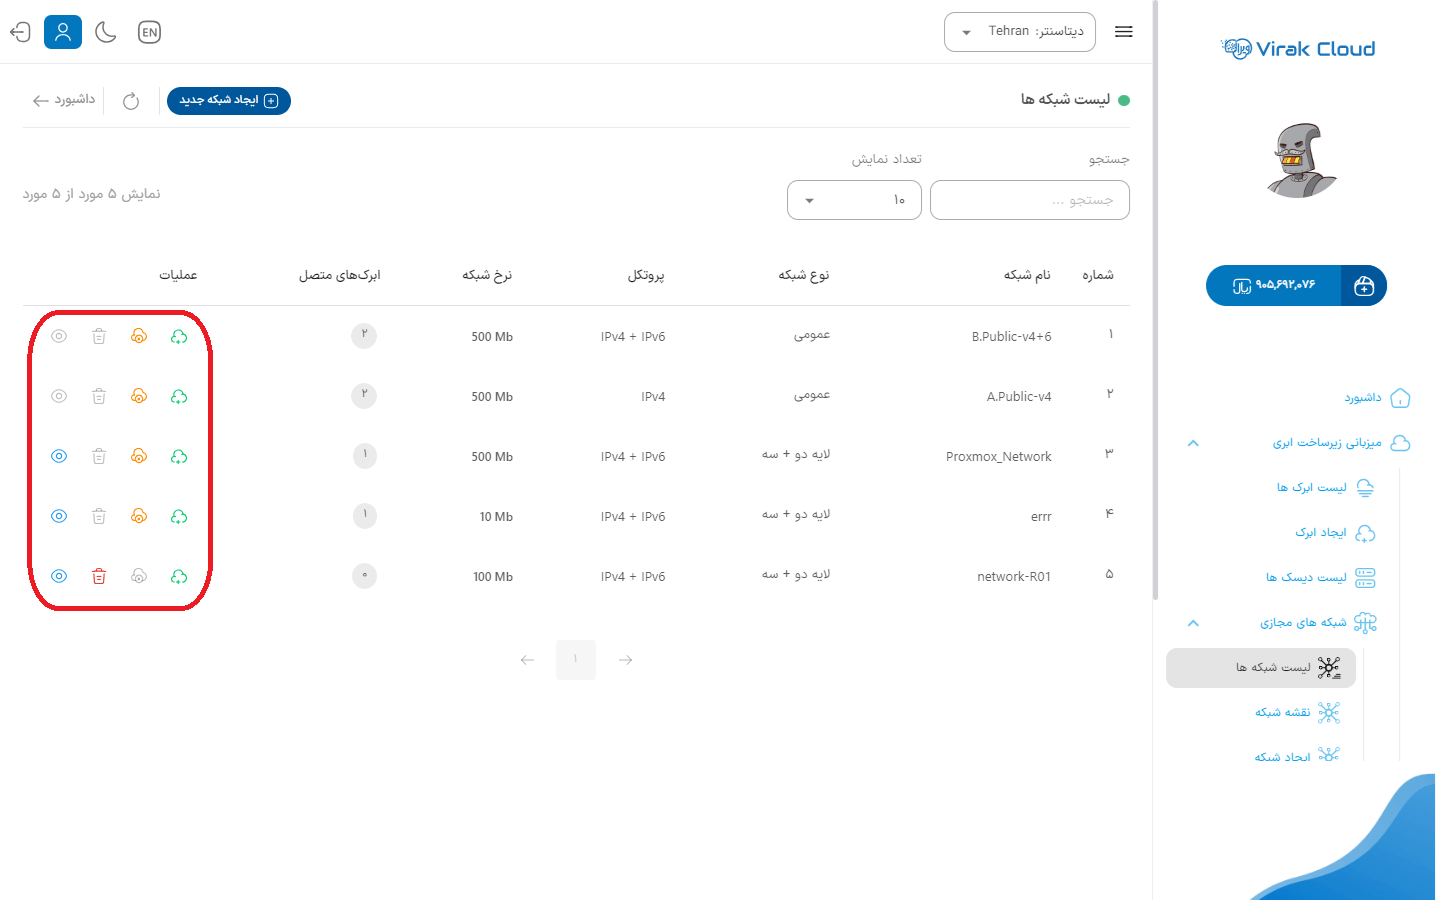 Virak Cloud
۹۰۵,۶۹۲,۰۷۶ ریال
داشبورد
میزبانی زیرساخت ابری
لیست ابرک ها
ایجاد ابرک
لیست دیسک ها
شبکه های مجازی
لیست شبکه ها
نقشه شبکه
ایجاد شبکه
دیتاسنتر: Tehran
EN
لیست شبکه ها
ایجاد شبکه جدید
داشبورد
جستجو
تعداد نمایش
جستجو ...
۱۰
نمایش ۵ مورد از ۵ مورد
شماره نام شبکه نوع شبکه پروتکل نرخ شبکه ابرک‌های متصل عملیات
۱ B.Public-v4+6 عمومی IPv4 + IPv6 500 Mb ۲
۲ A.Public-v4 عمومی IPv4 500 Mb ۲
۳ Proxmox_Network لایه دو + سه IPv4 + IPv6 500 Mb ۱
۴ errr لایه دو + سه IPv4 + IPv6 10 Mb ۱
۵ network-R01 لایه دو + سه IPv4 + IPv6 100 Mb ۰
۱